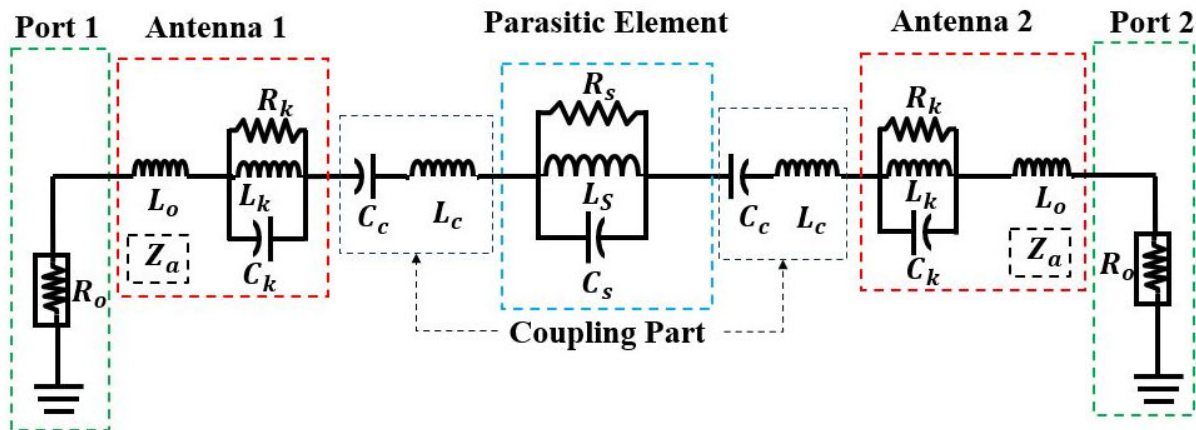 Port 1
Antenna 1
Parasitic Element
Antenna 2
Port 2
R_o
L_o
Z_a
R_k
L_k
C_k
C_c
L_c
R_s
L_S
C_s
C_c
L_c
R_k
L_k
C_k
L_o
Z_a
R_o
Coupling Part